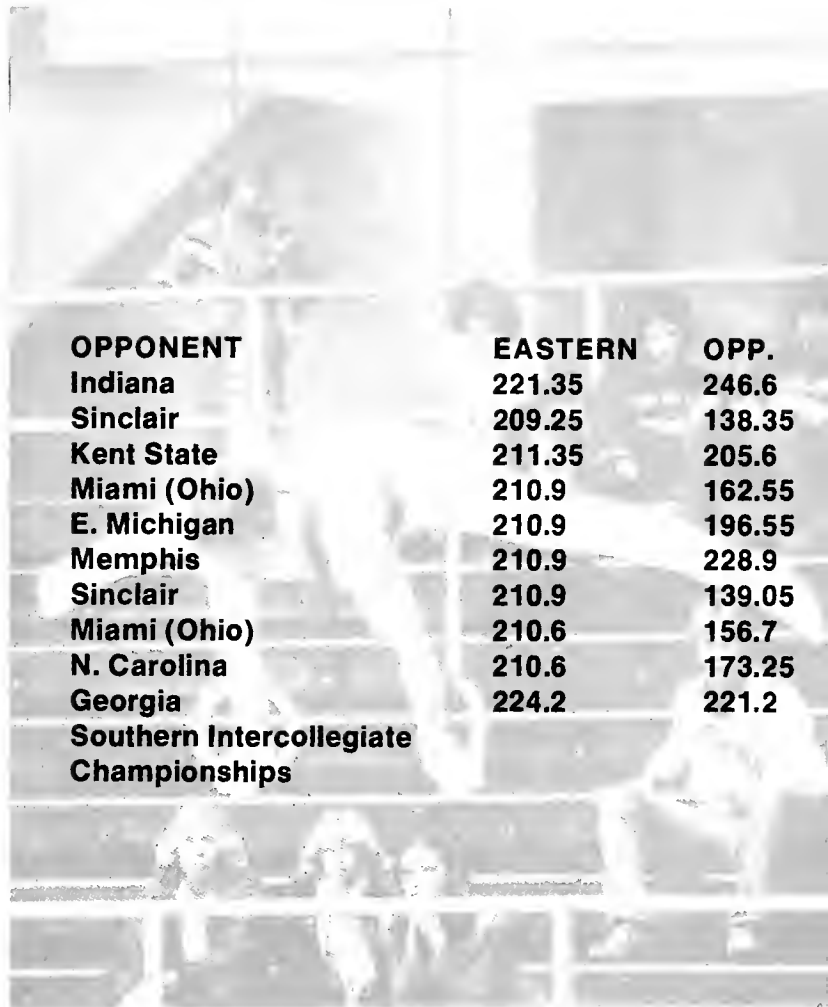 OPPONENT EASTERN OPP.
Indiana 221.35 246.6
Sinclair 209.25 138.35
Kent State 211.35 205.6
Miami (Ohio) 210.9 162.55
E. Michigan 210.9 196.55
Memphis 210.9 228.9
Sinclair 210.9 139.05
Miami (Ohio) 210.6 156.7
N. Carolina 210.6 173.25
Georgia 224.2 221.2
Southern Intercollegiate
Championships